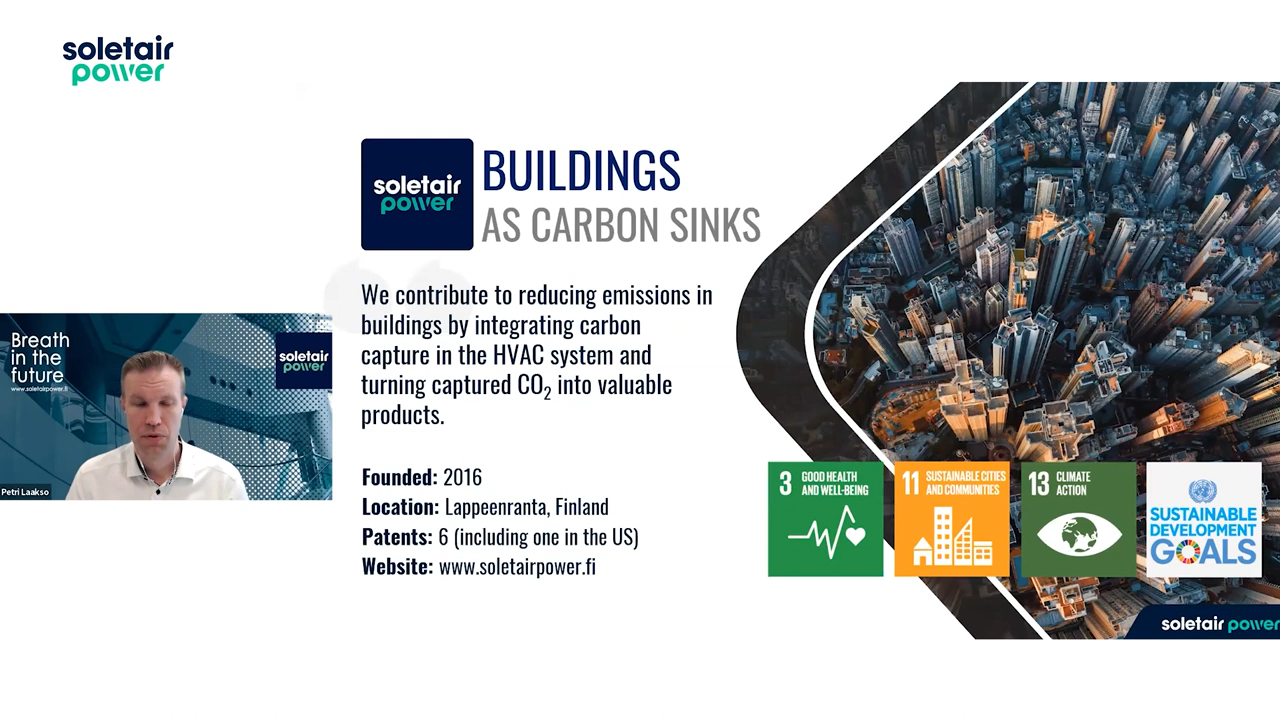 soletair
power
soletair
power
BUILDINGS
AS CARBON SINKS
We contribute to reducing emissions in
buildings by integrating carbon
capture in the HVAC system and
turning captured CO₂ into valuable
products.
Founded: 2016
Location: Lappeenranta, Finland
Patents: 6 (including one in the US)
Website: www.soletairpower.fi
Breath
in the
future
www.soletairpower.fi
soletair
power
Petri Laakso
3 GOOD HEALTH
AND WELL-BEING
11 SUSTAINABLE CITIES
AND COMMUNITIES
13 CLIMATE
ACTION
SUSTAINABLE
DEVELOPMENT
GOALS
soletair power